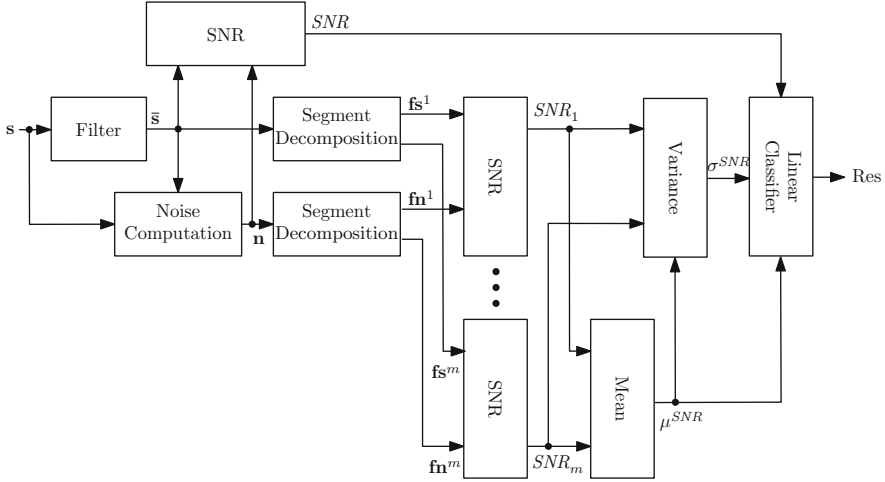 SNR
SNR
s
Filter
s̄
Segment
Decomposition
fs¹
SNR
SNR₁
Variance
σ^SNR
Linear
Classifier
Res
Noise
Computation
n
Segment
Decomposition
fn¹
fsᵐ
SNR
fnᵐ
SNRₘ
Mean
μ^SNR